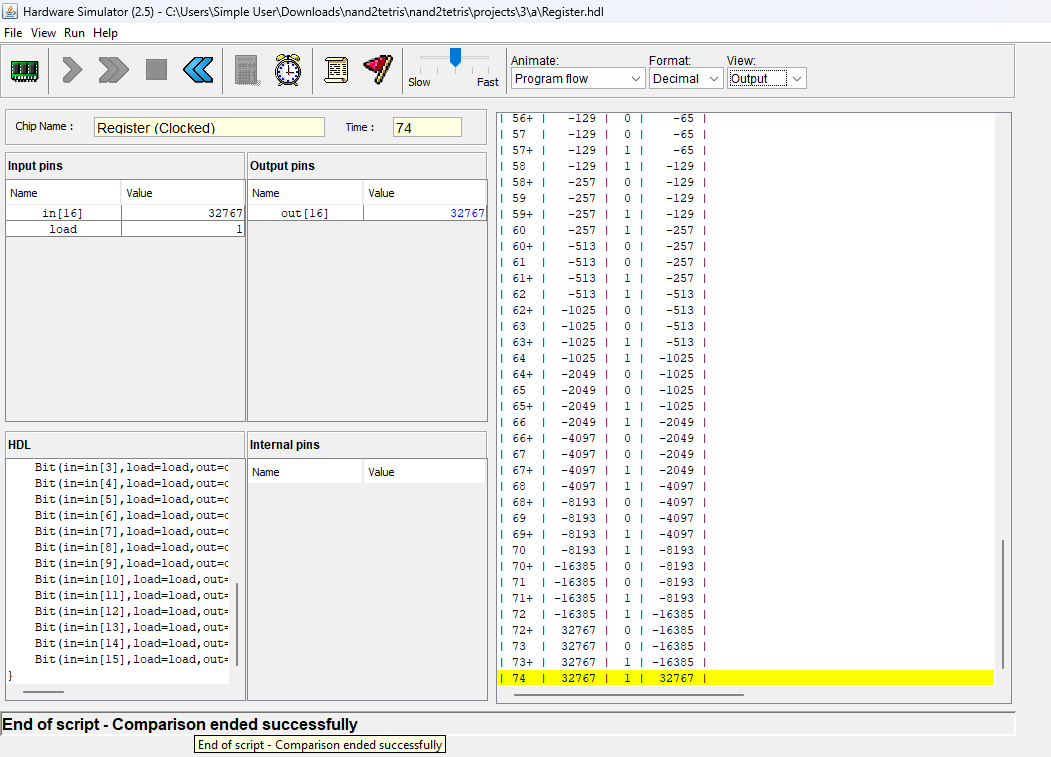 Hardware Simulator (2.5) - C:\Users\Simple User\Downloads\nand2tetris\nand2tetris\projects\3\a\Register.hdl
File View Run Help
Slow Fast
Animate: Format: View:
Program flow Decimal Output
Chip Name : Register (Clocked) Time : 74
Input pins
Name Value
in[16] 32767
load 1
Output pins
Name Value
out[16] 32767
HDL
Bit(in=in[3],load=load,out=
Bit(in=in[4],load=load,out=
Bit(in=in[5],load=load,out=
Bit(in=in[6],load=load,out=
Bit(in=in[7],load=load,out=
Bit(in=in[8],load=load,out=
Bit(in=in[9],load=load,out=
Bit(in=in[10],load=load,out=
Bit(in=in[11],load=load,out=
Bit(in=in[12],load=load,out=
Bit(in=in[13],load=load,out=
Bit(in=in[14],load=load,out=
Bit(in=in[15],load=load,out=
}
Internal pins
Name Value
| 56+ | -129 | 0 | -65 |
| 57 | -129 | 0 | -65 |
| 57+ | -129 | 1 | -65 |
| 58 | -129 | 1 | -129 |
| 58+ | -257 | 0 | -129 |
| 59 | -257 | 0 | -129 |
| 59+ | -257 | 1 | -129 |
| 60 | -257 | 1 | -257 |
| 60+ | -513 | 0 | -257 |
| 61 | -513 | 0 | -257 |
| 61+ | -513 | 1 | -257 |
| 62 | -513 | 1 | -513 |
| 62+ | -1025 | 0 | -513 |
| 63 | -1025 | 0 | -513 |
| 63+ | -1025 | 1 | -513 |
| 64 | -1025 | 1 | -1025 |
| 64+ | -2049 | 0 | -1025 |
| 65 | -2049 | 0 | -1025 |
| 65+ | -2049 | 1 | -1025 |
| 66 | -2049 | 1 | -2049 |
| 66+ | -4097 | 0 | -2049 |
| 67 | -4097 | 0 | -2049 |
| 67+ | -4097 | 1 | -2049 |
| 68 | -4097 | 1 | -4097 |
| 68+ | -8193 | 0 | -4097 |
| 69 | -8193 | 0 | -4097 |
| 69+ | -8193 | 1 | -4097 |
| 70 | -8193 | 1 | -8193 |
| 70+ | -16385 | 0 | -8193 |
| 71 | -16385 | 0 | -8193 |
| 71+ | -16385 | 1 | -8193 |
| 72 | -16385 | 1 | -16385 |
| 72+ | 32767 | 0 | -16385 |
| 73 | 32767 | 0 | -16385 |
| 73+ | 32767 | 1 | -16385 |
| 74 | 32767 | 1 | 32767 |
End of script - Comparison ended successfully
End of script - Comparison ended successfully